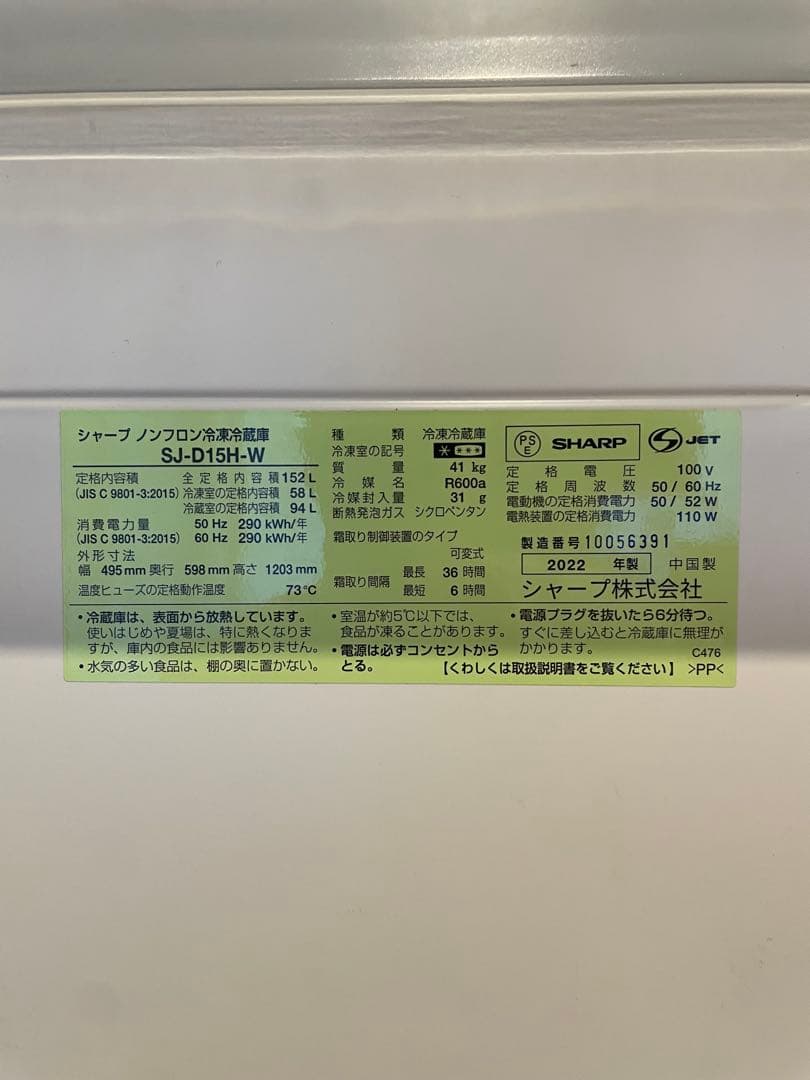 シャープ ノンフロン冷凍冷蔵庫
SJ-D15H-W
定格内容積 全定格内容積 152 L
(JIS C 9801-3:2015) 冷凍室の定格内容積 58 L
冷蔵室の定格内容積 94 L
消費電力量 50 Hz 290 kWh/年
(JIS C 9801-3:2015) 60 Hz 290 kWh/年
外形寸法
幅 495 mm 奥行 598 mm 高さ 1203 mm
温度ヒューズの定格動作温度 73℃
種類 冷凍冷蔵庫
冷凍室の記号
質量 41 kg
冷媒名 R600a
冷媒封入量 31 g
断熱発泡ガス シクロペンタン
霜取り制御装置のタイプ
可変式
霜取り間隔 最長 36 時間
最短 6 時間
PS
E
SHARP
JET
定格電圧 100 V
定格周波数 50 / 60 Hz
電動機の定格消費電力 50 / 52 W
電熱装置の定格消費電力 110 W
製造番号 10056391
2022 年製 中国製
シャープ株式会社
・冷蔵庫は、表面から放熱しています。
使いはじめや夏場は、特に熱くなりま
すが、庫内の食品には影響ありません。
・水気の多い食品は、棚の奥に置かない。
・室温が約5℃以下では、
食品が凍ることがあります。
・電源は必ずコンセントから
とる。
・電源プラグを抜いたら6分待つ。
すぐに差し込むと冷蔵庫に無理が
かかります。
C476
【くわしくは取扱説明書をご覧ください】 >PP<